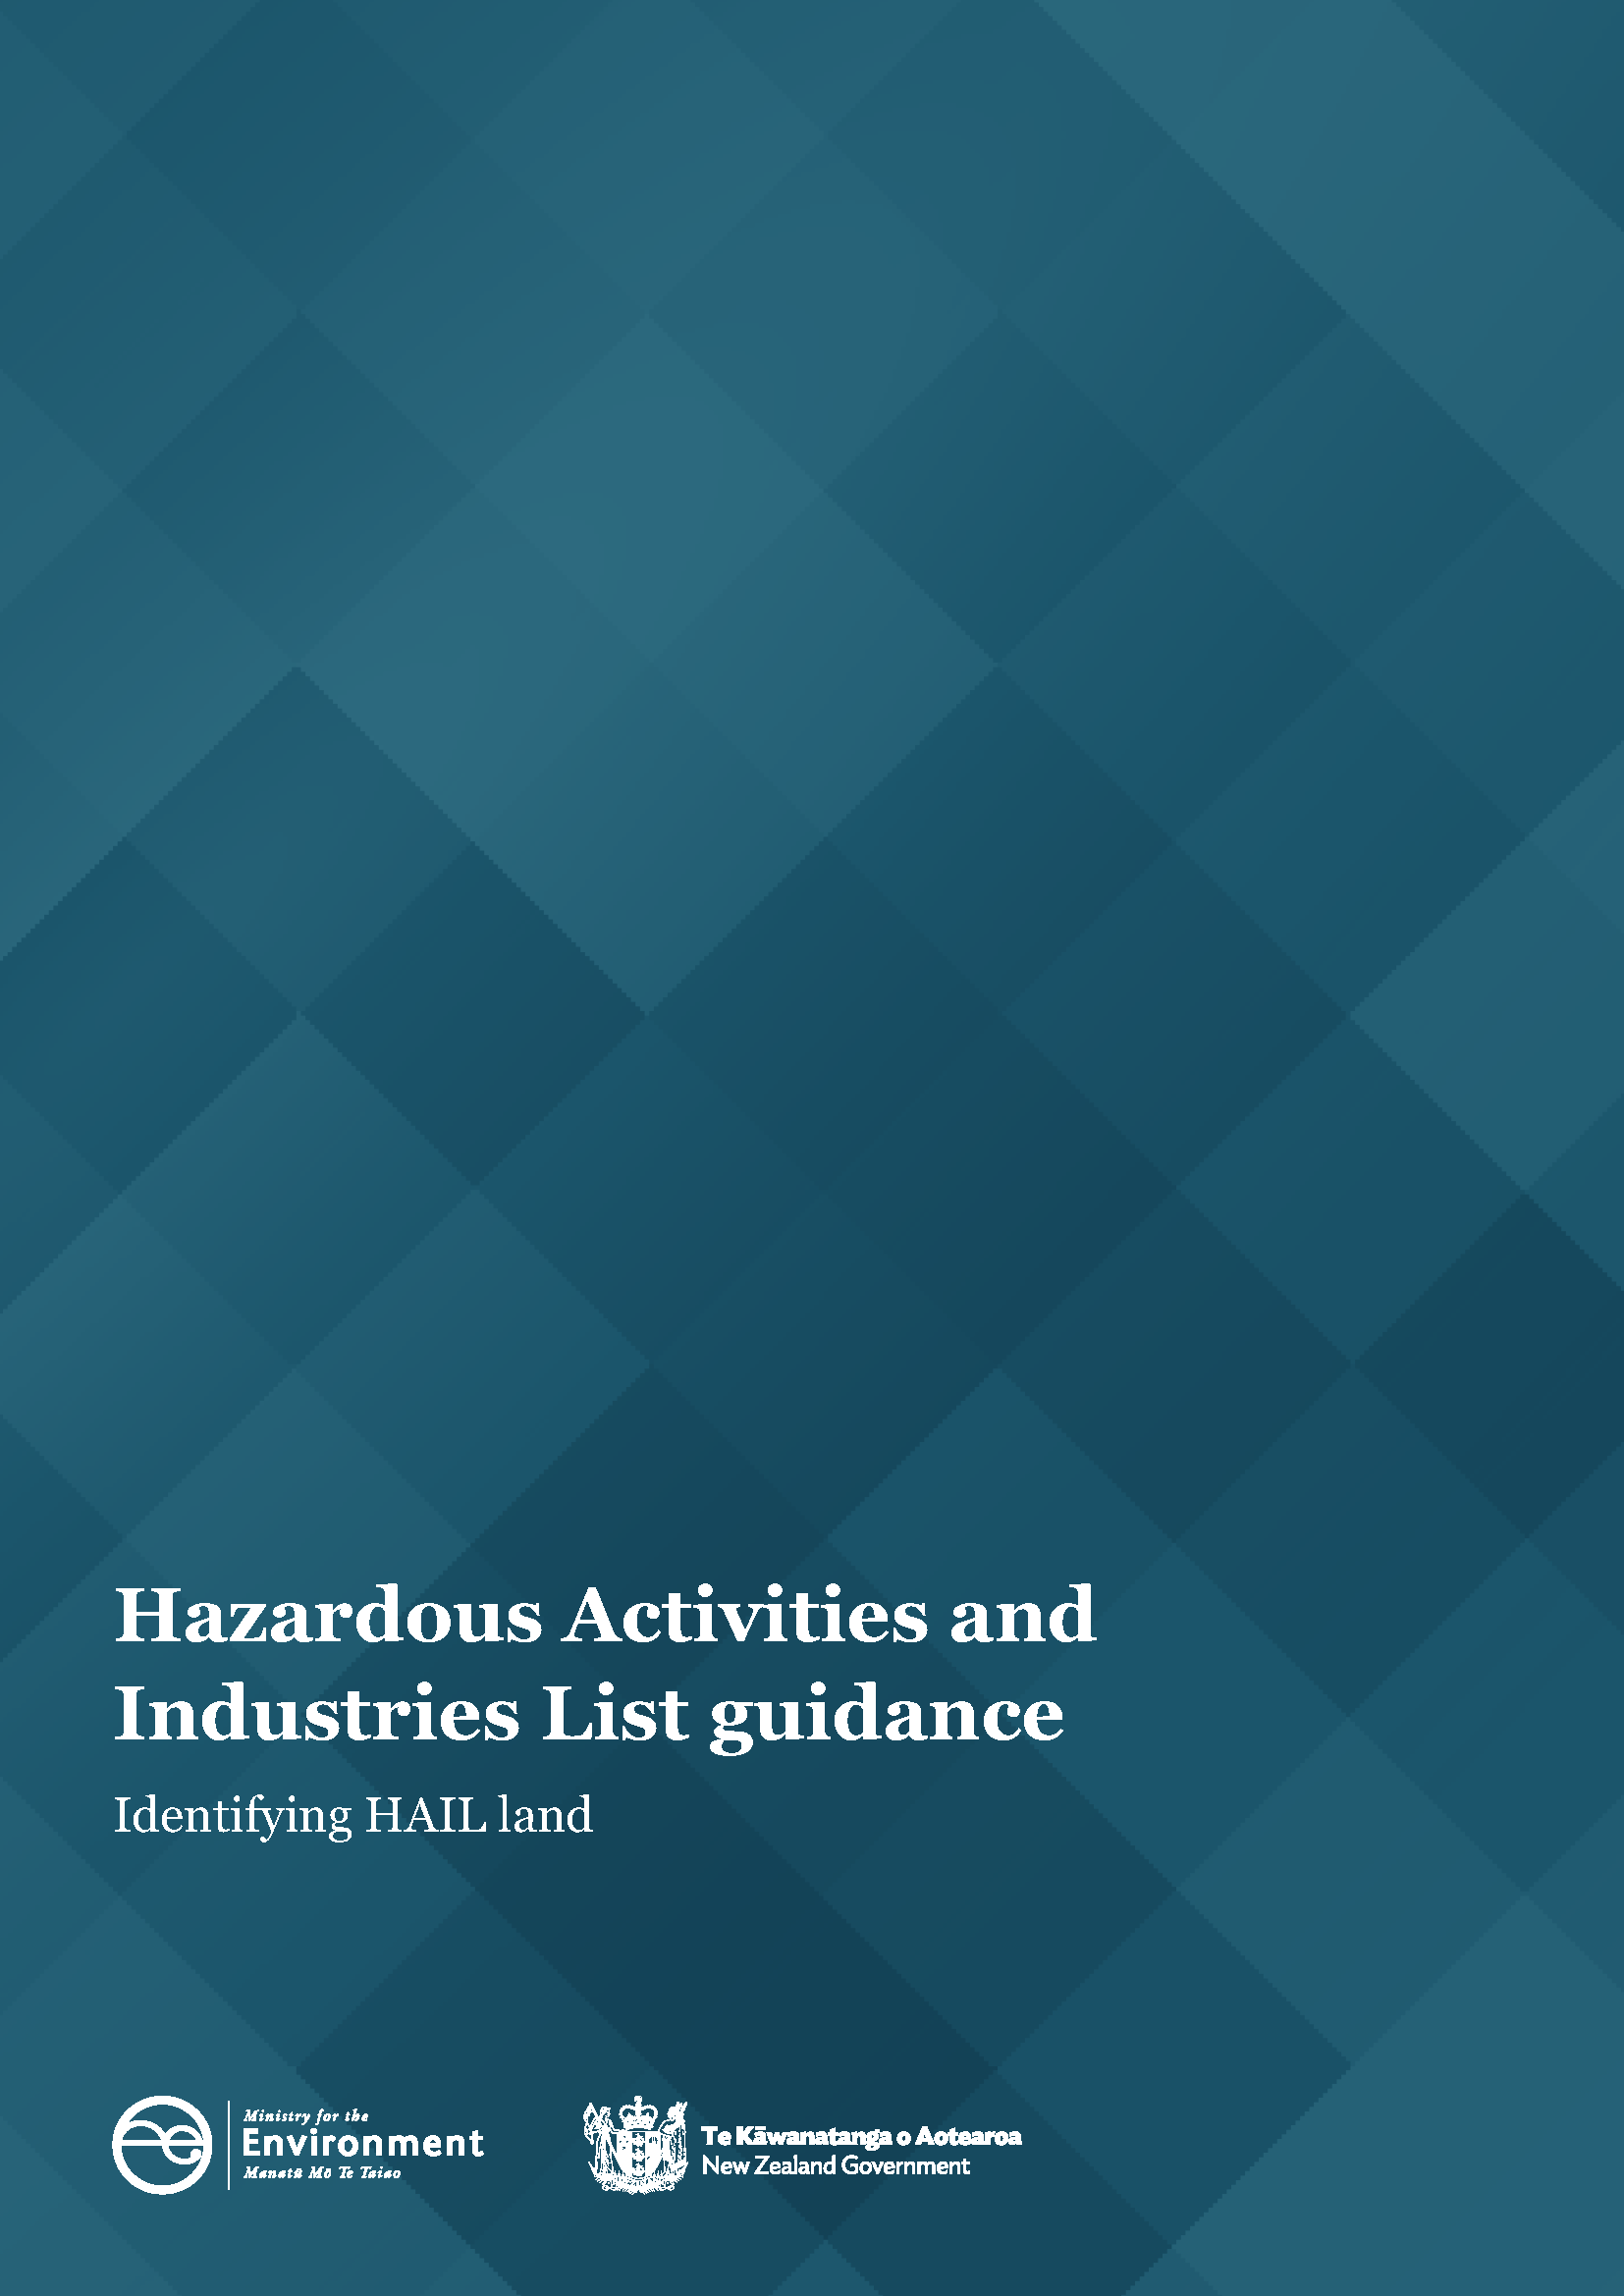 Hazardous Activities and
Industries List guidance
Identifying HAIL land
Ministry for the
Environment
Manatū Mō Te Taiao
Te Kāwanatanga o Aotearoa
New Zealand Government